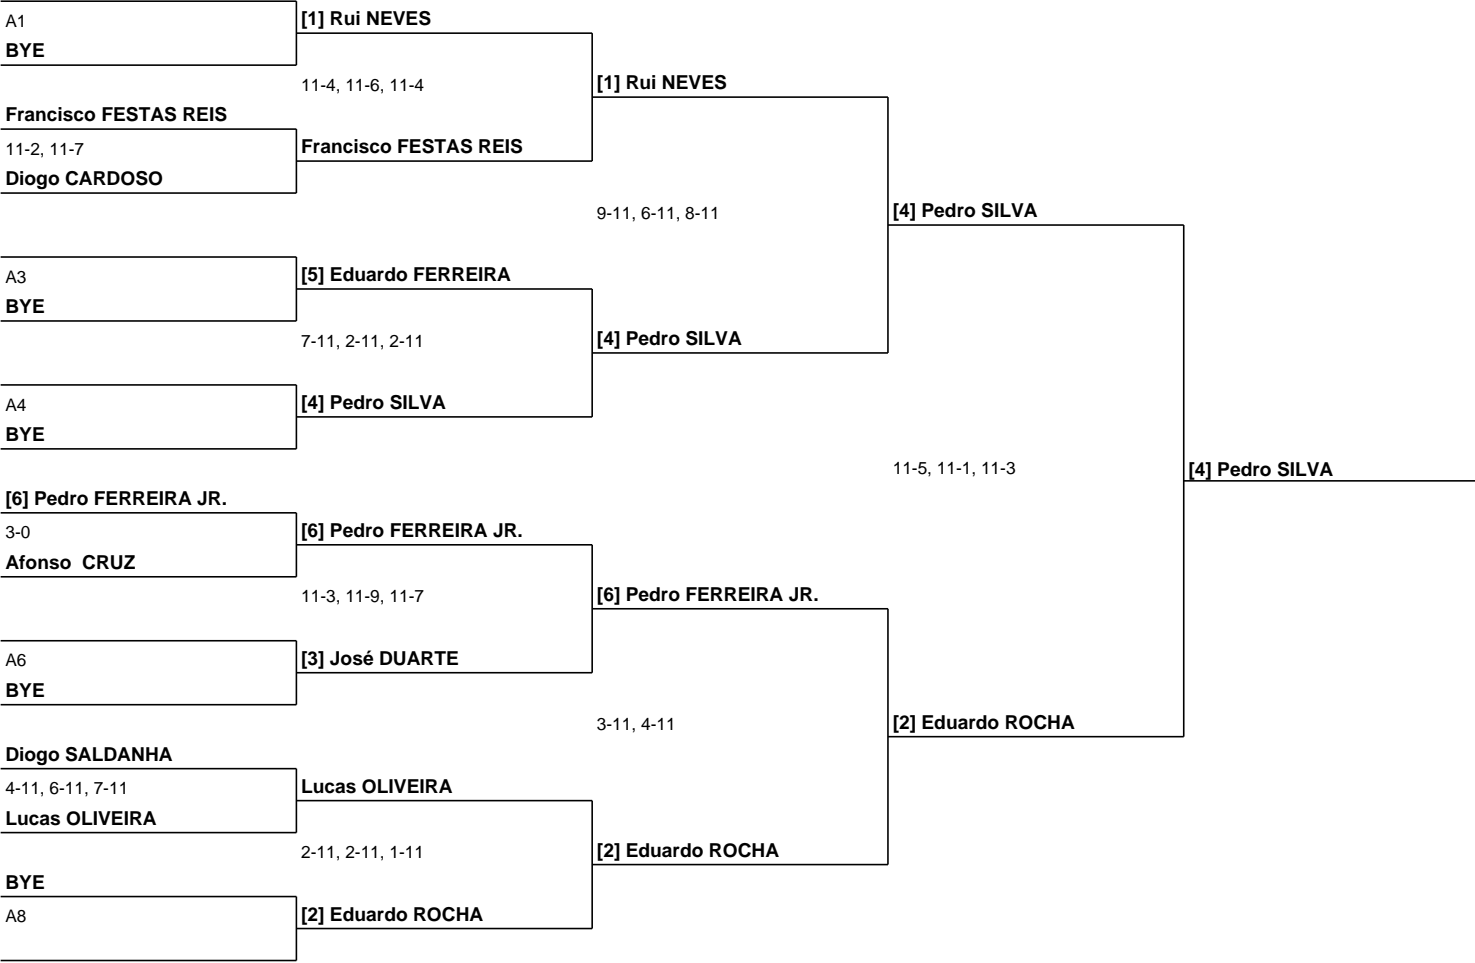 A1
BYE
[1] Rui NEVES
11-4, 11-6, 11-4
Francisco FESTAS REIS
11-2, 11-7
Diogo CARDOSO
Francisco FESTAS REIS
[1] Rui NEVES
9-11, 6-11, 8-11
A3
BYE
[5] Eduardo FERREIRA
7-11, 2-11, 2-11
A4
BYE
[4] Pedro SILVA
[4] Pedro SILVA
[4] Pedro SILVA
11-5, 11-1, 11-3
[4] Pedro SILVA
[6] Pedro FERREIRA JR.
3-0
Afonso  CRUZ
[6] Pedro FERREIRA JR.
11-3, 11-9, 11-7
A6
BYE
[3] José DUARTE
[6] Pedro FERREIRA JR.
3-11, 4-11
[2] Eduardo ROCHA
Diogo SALDANHA
4-11, 6-11, 7-11
Lucas OLIVEIRA
Lucas OLIVEIRA
2-11, 2-11, 1-11
[2] Eduardo ROCHA
BYE
A8
[2] Eduardo ROCHA